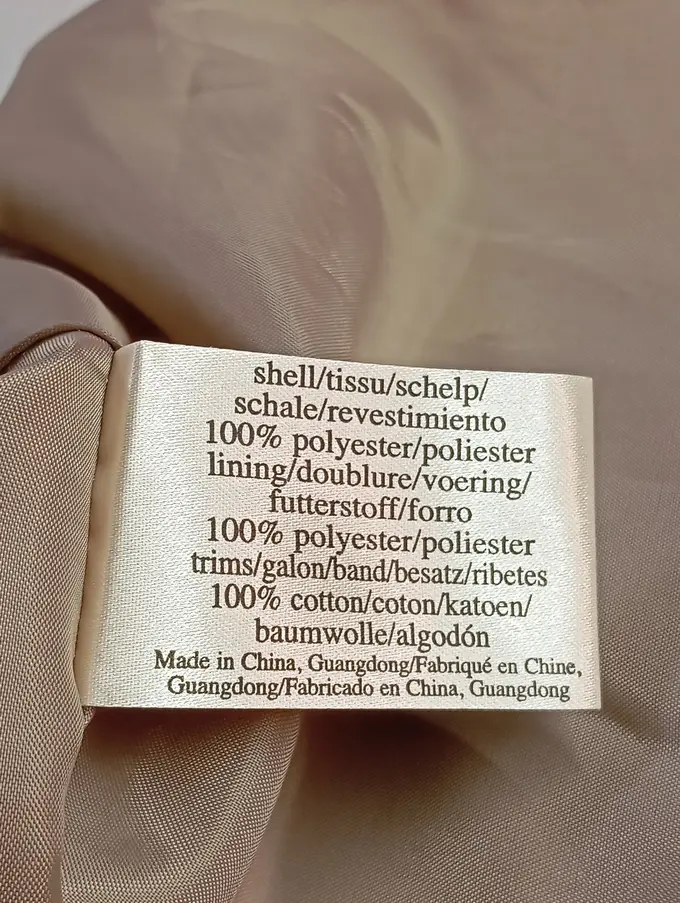 shell/tissu/schelp/
schale/revestimiento
100% polyester/poliester
lining/doublure/voering/
futterstoff/forro
100% polyester/poliester
trims/galon/band/besatz/ribetes
100% cotton/coton/katoen/
baumwolle/algodón
Made in China, Guangdong/Fabriqué en Chine,
Guangdong/Fabricado en China, Guangdong